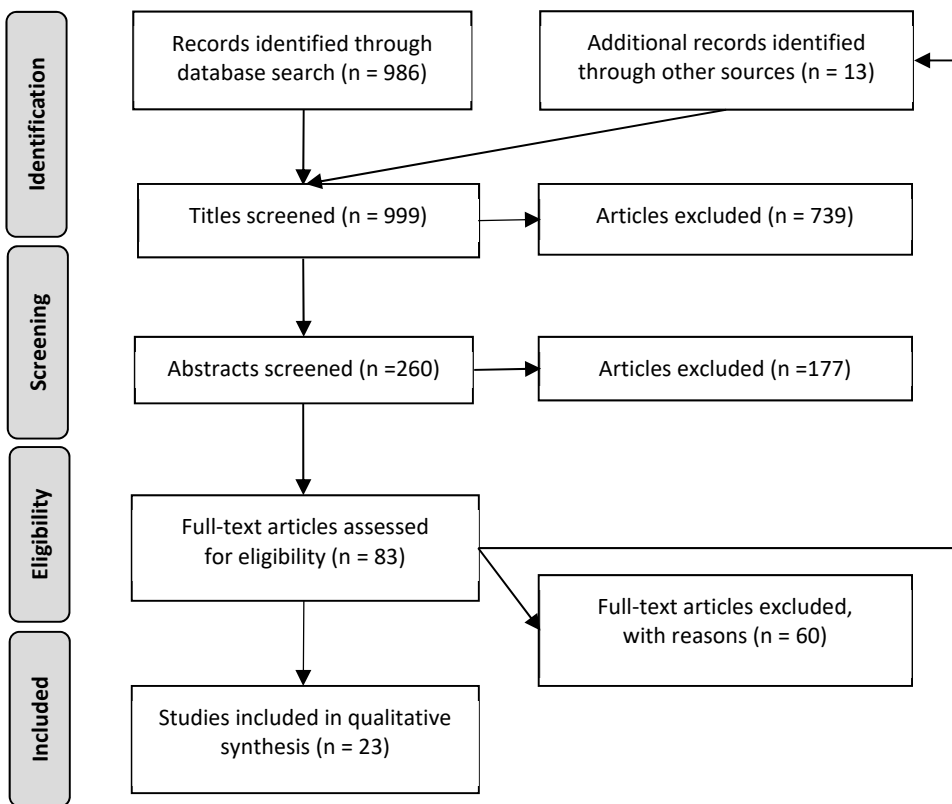 Identification
Records identified through
database search (n = 986)
Additional records identified
through other sources (n = 13)
Titles screened (n = 999)
Articles excluded (n = 739)
Screening
Abstracts screened (n =260)
Articles excluded (n =177)
Eligibility
Full-text articles assessed
for eligibility (n = 83)
Full-text articles excluded,
with reasons (n = 60)
Included
Studies included in qualitative
synthesis (n = 23)